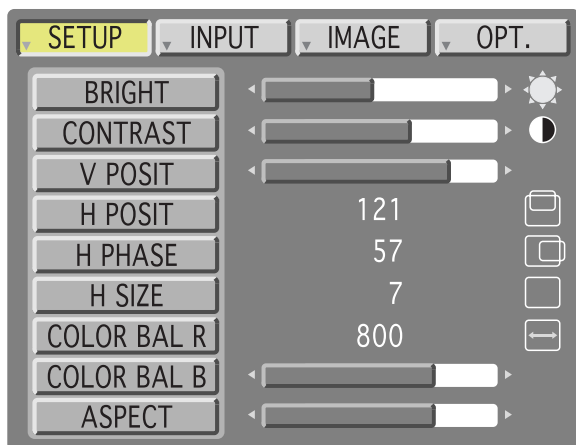 SETUP INPUT IMAGE OPT.
BRIGHT
CONTRAST
V POSIT
H POSIT 121
H PHASE 57
H SIZE 7
COLOR BAL R 800
COLOR BAL B
ASPECT